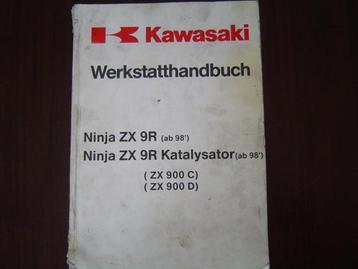 Kawasaki
Werkstatthandbuch
Ninja ZX 9R (ab 98')
Ninja ZX 9R Katalysator (ab 98')
( ZX 900 C )
( ZX 900 D )